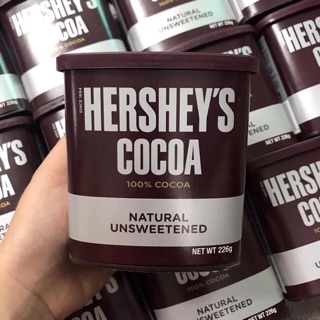 SINCE 1894
HERSHEY'S
COCOA
100% COCOA
NATURAL
UNSWEETENED
NET WT 226g